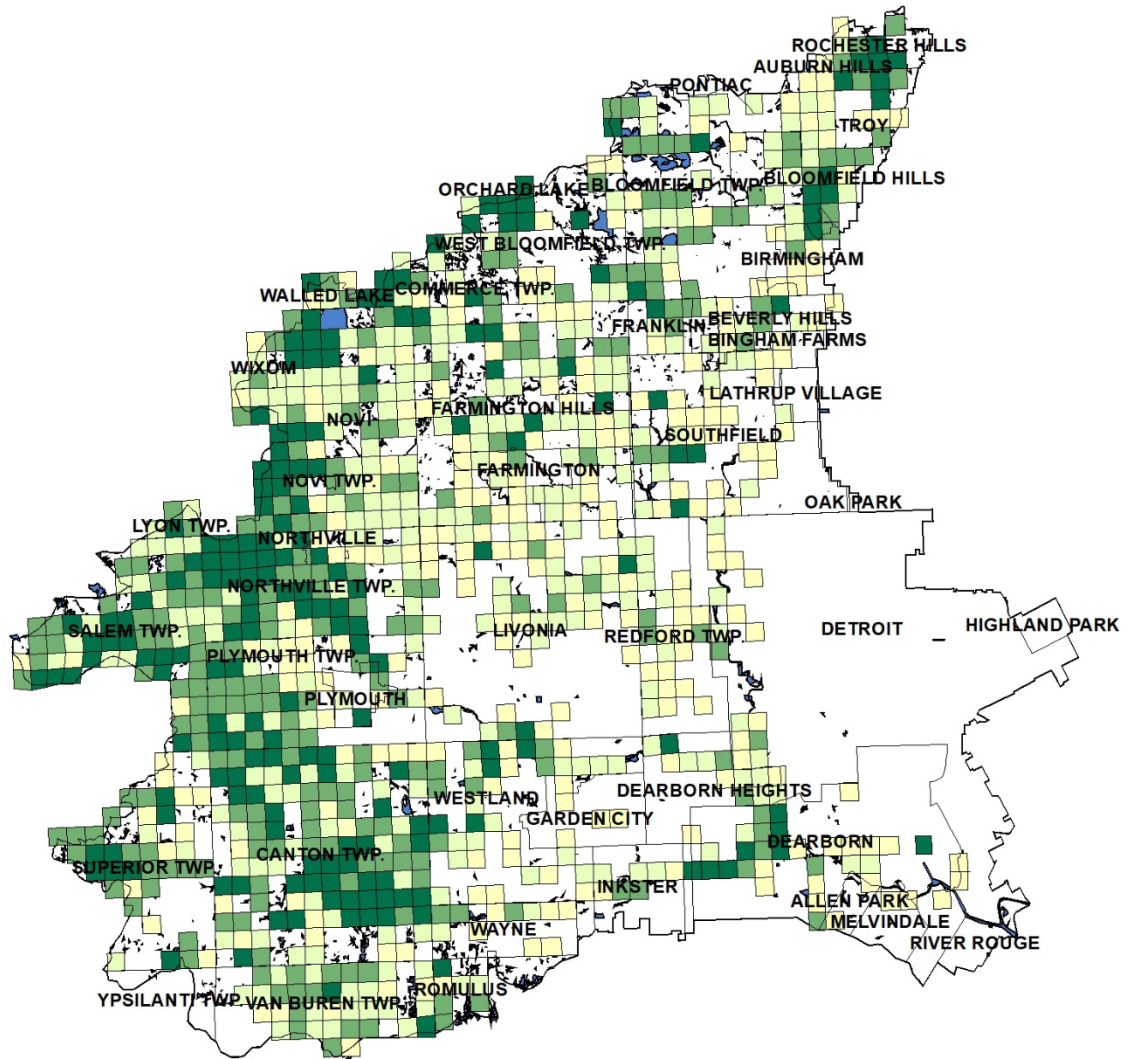 ROCHESTER HILLS
AUBURN HILLS
PONTIAC
TROY
BLOOMFIELD HILLS
ORCHARD LAKE
BLOOMFIELD TWP.
WEST BLOOMFIELD TWP.
BIRMINGHAM
WALLED LAKE
COMMERCE TWP.
FRANKLIN
BEVERLY HILLS
BINGHAM FARMS
WIXOM
LATHRUP VILLAGE
NOVI
FARMINGTON HILLS
SOUTHFIELD
FARMINGTON
NOVI TWP.
OAK PARK
LYON TWP.
NORTHVILLE
NORTHVILLE TWP.
SALEM TWP.
LIVONIA
REDFORD TWP.
DETROIT
HIGHLAND PARK
PLYMOUTH TWP.
PLYMOUTH
WESTLAND
DEARBORN HEIGHTS
GARDEN CITY
DEARBORN
SUPERIOR TWP.
CANTON TWP.
INKSTER
ALLEN PARK
MELVINDALE
WAYNE
RIVER ROUGE
ROMULUS
YPSILANTI TWP.
VAN BUREN TWP.